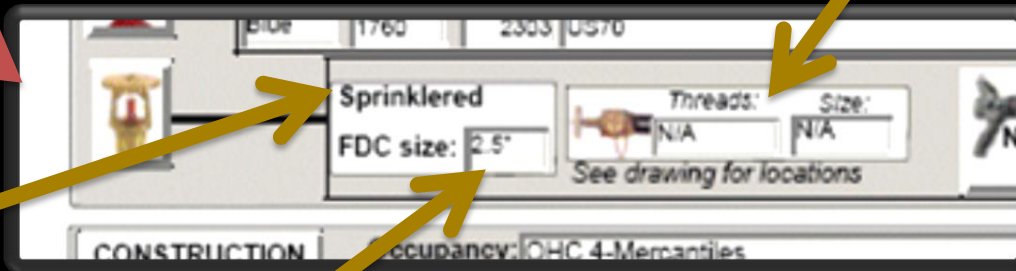 Blue 1760 2303 US70
Sprinklered
Threads: Size:
FDC size: 2.5" N/A N/A
See drawing for locations
CONSTRUCTION Occupancy: OHC 4-Mercantiles